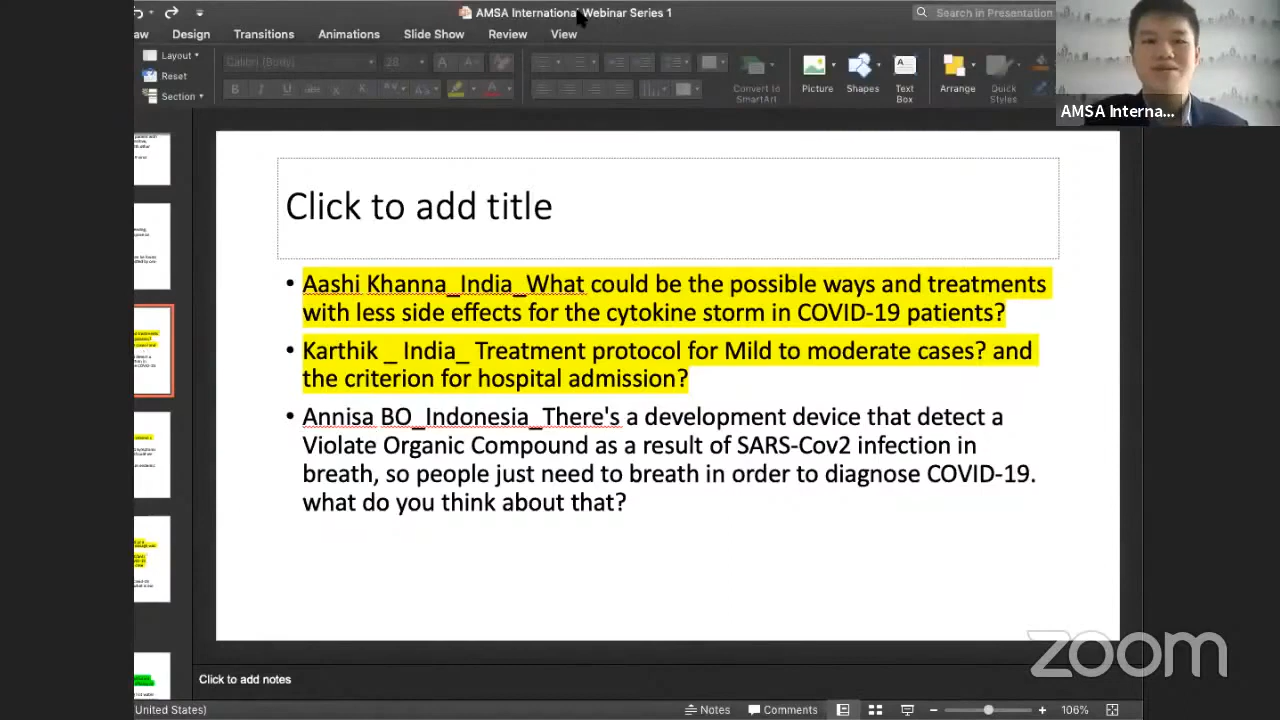 AMSA International Webinar Series 1
Search in Presentation
aw Design Transitions Animations Slide Show Review View
Layout
Reset
Section
Calibri (Body) 28
Convert to
SmartArt
Picture Shapes Text
Box
Arrange Quick
Styles
AMSA Interna...
Click to add title
• Aashi Khanna_India_What could be the possible ways and treatments
with less side effects for the cytokine storm in COVID-19 patients?
• Karthik _ India_ Treatment protocol for Mild to moderate cases? and
the criterion for hospital admission?
• Annisa BO_Indonesia_There's a development device that detect a
Violate Organic Compound as a result of SARS-Cov2 infection in
breath, so people just need to breath in order to diagnose COVID-19.
what do you think about that?
zoom
Click to add notes
United States) Notes Comments 106%